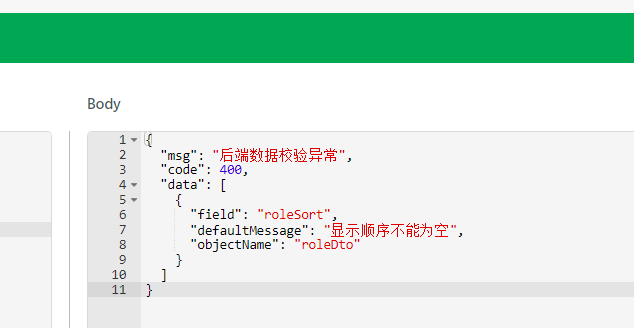 Body
1 {
2 "msg": "后端数据校验异常",
3 "code": 400,
4 "data": [
5 {
6 "field": "roleSort",
7 "defaultMessage": "显示顺序不能为空",
8 "objectName": "roleDto"
9 }
10 ]
11 }